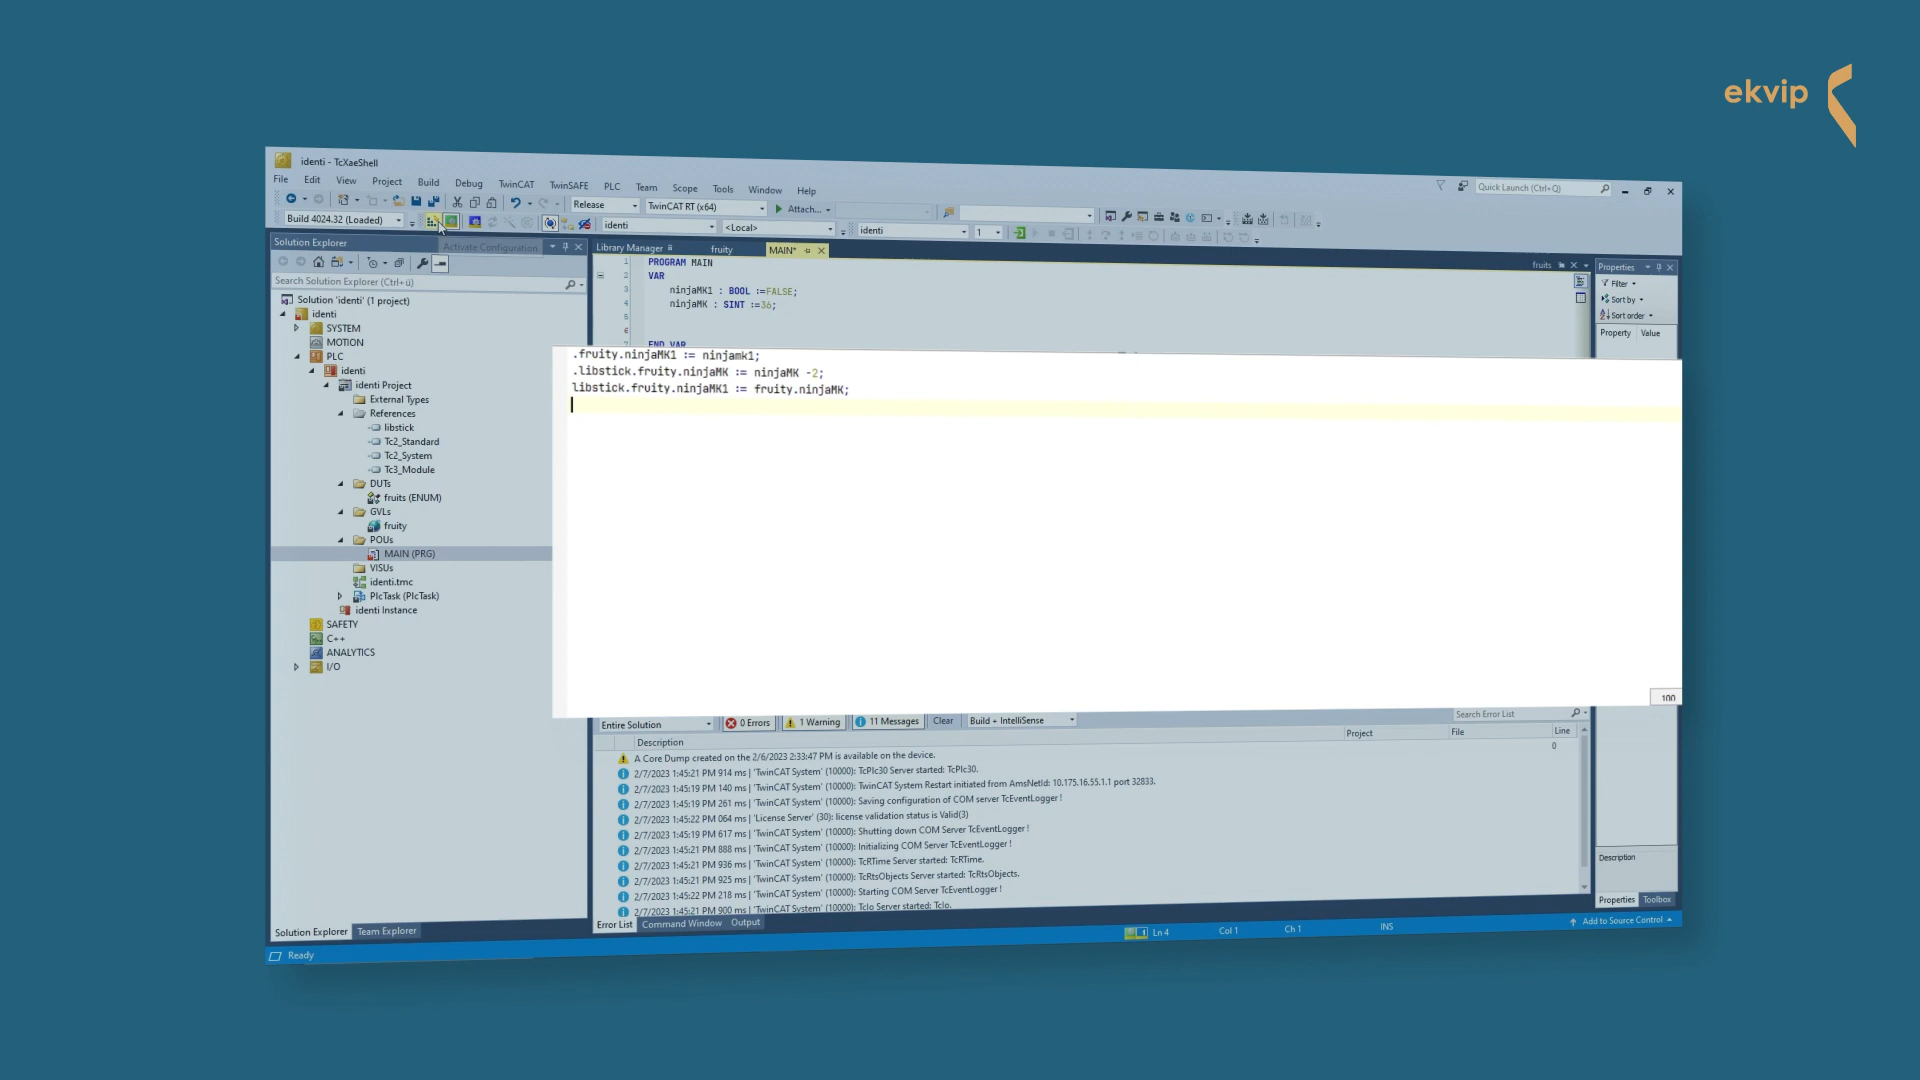 ekvip
identi - TcXaeShell
File Edit View Project Build Debug TwinCAT TwinSAFE PLC Team Scope Tools Window Help
Quick Launch (Ctrl+Q)
Release TwinCAT RT (x64) Attach...
Build 4024.32 (Loaded) identi <Local> identi 1
Solution Explorer
Activate Configuration
Search Solution Explorer (Ctrl+ü)
Solution 'identi' (1 project)
identi
SYSTEM
MOTION
PLC
identi
identi Project
External Types
References
libstick
Tc2_Standard
Tc2_System
Tc3_Module
DUTs
fruits (ENUM)
GVLs
fruity
POUs
MAIN (PRG)
VISUs
identi.tmc
PlcTask (PlcTask)
identi Instance
SAFETY
C++
ANALYTICS
I/O
Solution Explorer Team Explorer
Library Manager fruity MAIN* fruits
1 PROGRAM MAIN
2 VAR
3 ninjaMK1 : BOOL :=FALSE;
4 ninjaMK : SINT :=36;
5
6
7 END_VAR
.fruity.ninjaMK1 := ninjamk1;
.libstick.fruity.ninjaMK := ninjaMK -2;
libstick.fruity.ninjaMK1 := fruity.ninjaMK;
100
Properties
Filter
Sort by
Sort order
Property Value
Description
Properties Toolbox
Entire Solution 0 Errors 1 Warning 11 Messages Clear Build + IntelliSense Search Error List
Description Project File Line
A Core Dump created on the 2/6/2023 2:33:47 PM is available on the device. 0
2/7/2023 1:45:21 PM 914 ms | 'TwinCAT System' (10000): TcPlc30 Server started: TcPlc30.
2/7/2023 1:45:19 PM 140 ms | 'TwinCAT System' (10000): TwinCAT System Restart initiated from AmsNetId: 10.175.16.55.1.1 port 32833.
2/7/2023 1:45:19 PM 261 ms | 'TwinCAT System' (10000): Saving configuration of COM server TcEventLogger !
2/7/2023 1:45:22 PM 064 ms | 'License Server' (30): license validation status is Valid(3)
2/7/2023 1:45:19 PM 617 ms | 'TwinCAT System' (10000): Shutting down COM Server TcEventLogger !
2/7/2023 1:45:21 PM 888 ms | 'TwinCAT System' (10000): Initializing COM Server TcEventLogger !
2/7/2023 1:45:21 PM 936 ms | 'TwinCAT System' (10000): TcRTime Server started: TcRTime.
2/7/2023 1:45:21 PM 925 ms | 'TwinCAT System' (10000): TcRtsObjects Server started: TcRtsObjects.
2/7/2023 1:45:22 PM 218 ms | 'TwinCAT System' (10000): Starting COM Server TcEventLogger !
2/7/2023 1:45:21 PM 900 ms | 'TwinCAT System' (10000): TcIo Server started: TcIo.
Error List Command Window Output
Ready Ln 4 Col 1 Ch 1 INS Add to Source Control